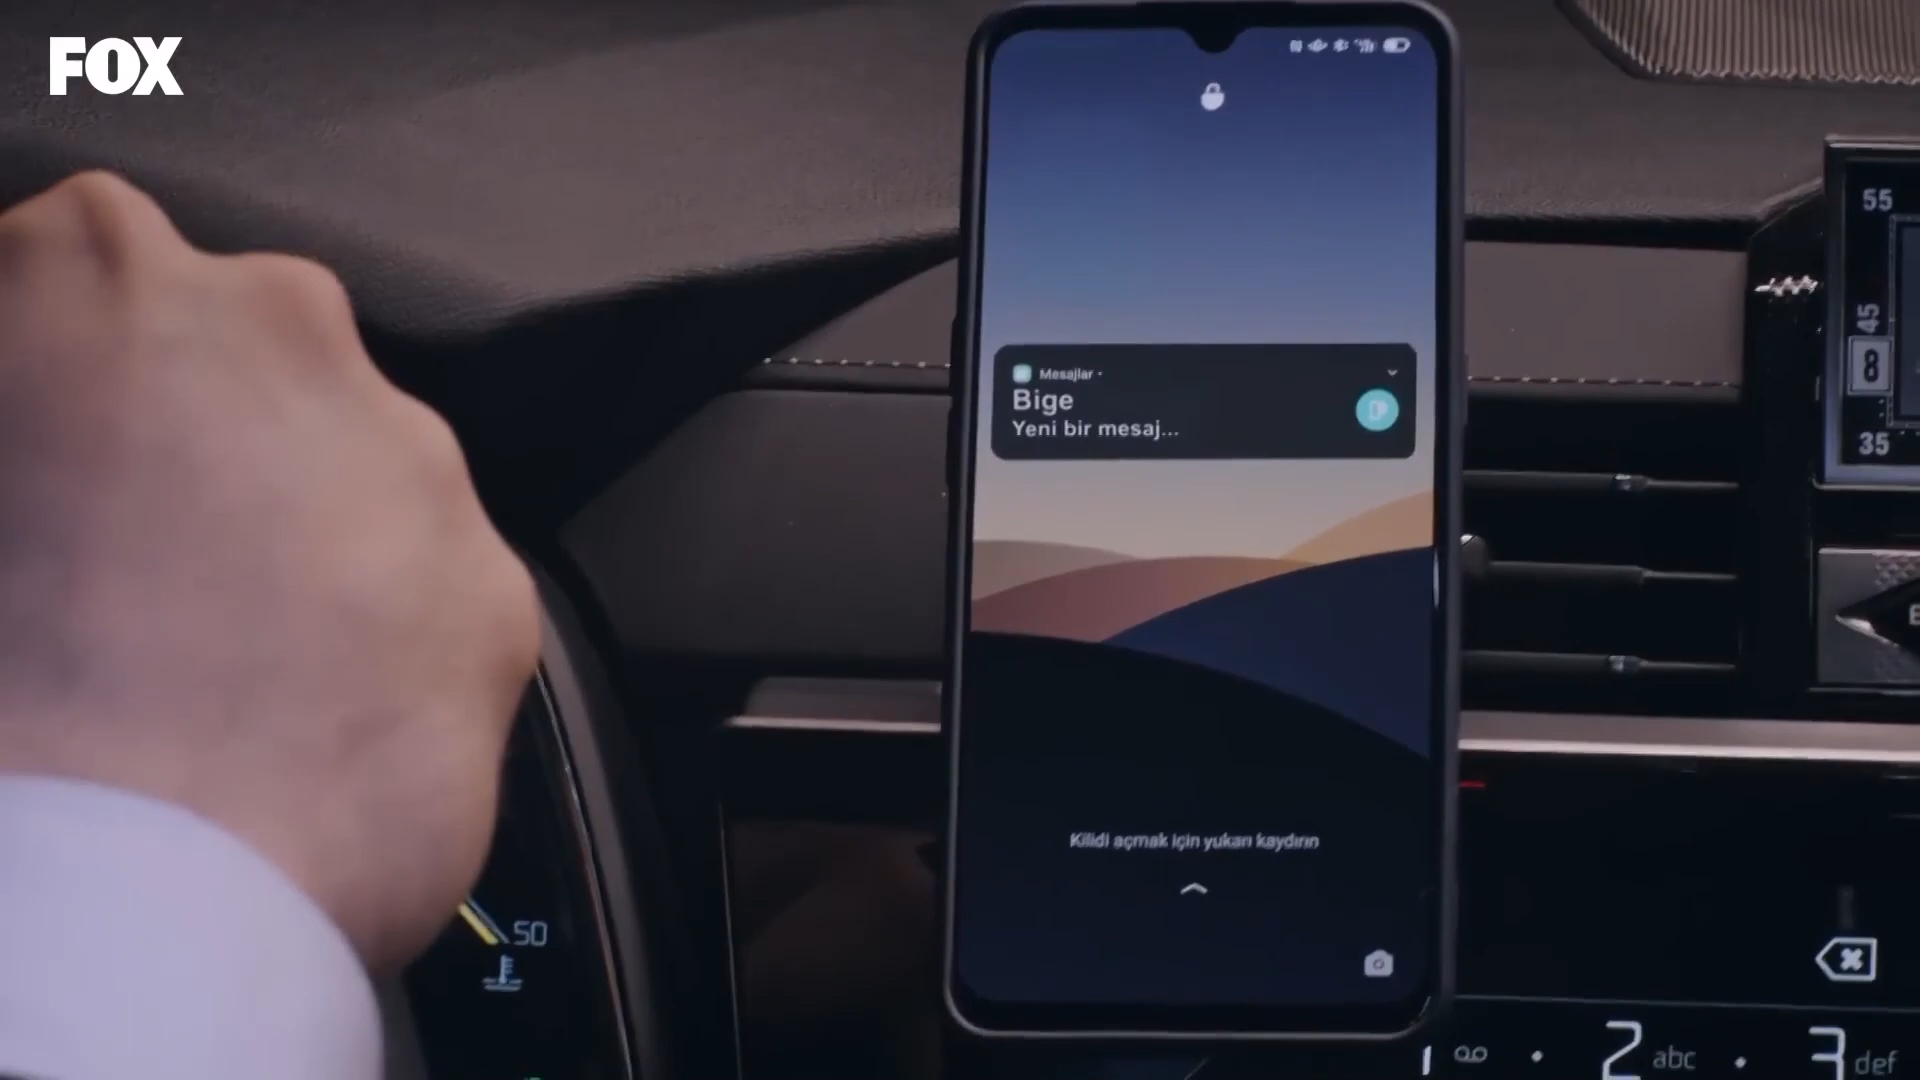 FOX
Mesajlar
Bige
Yeni bir mesaj...
Kilidi açmak için yukarı kaydırın
55
45
8
35
E
50
1
2 abc
3 def